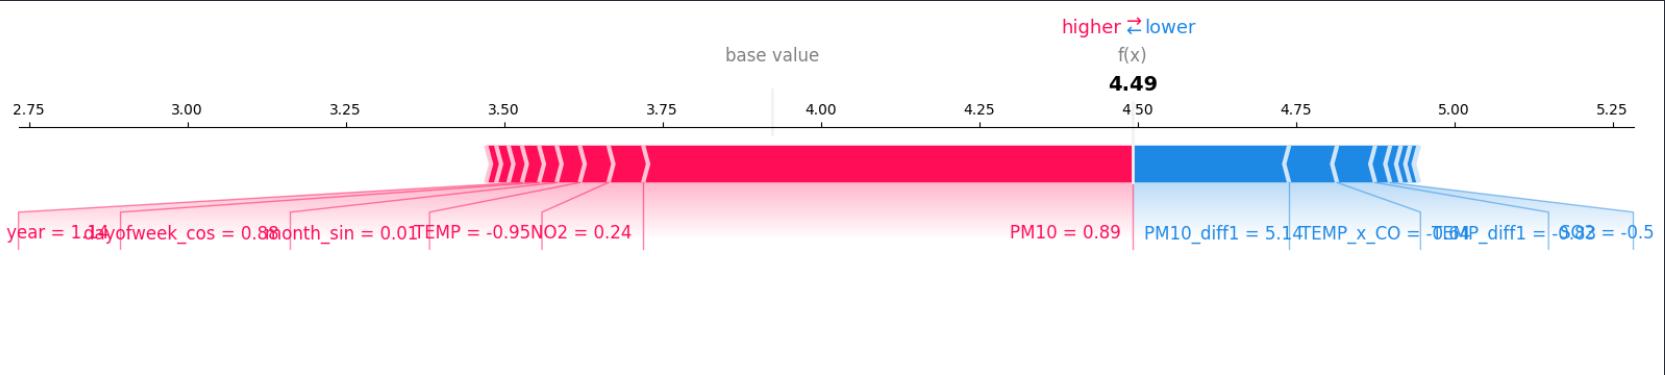 higher ⇄ lower
base value f(x)
4.49
2.75 3.00 3.25 3.50 3.75 4.00 4.25 4.50 4.75 5.00 5.25
year = 1.14 dayofweek_cos = 0.88 month_sin = 0.01 TEMP = -0.95 NO2 = 0.24 PM10 = 0.89 PM10_diff1 = 5.14 TEMP_x_CO = -0.64 TEMP_diff1 = -0.83 = -0.5